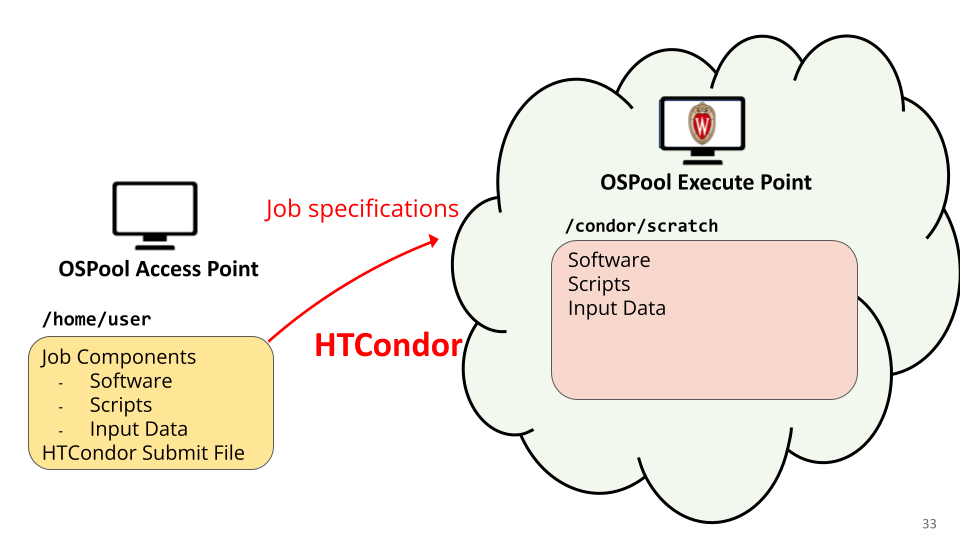 W
OSPool Execute Point
/condor/scratch
Software
Scripts
Input Data
Job specifications
HTCondor
OSPool Access Point
/home/user
Job Components
- Software
- Scripts
- Input Data
HTCondor Submit File
33